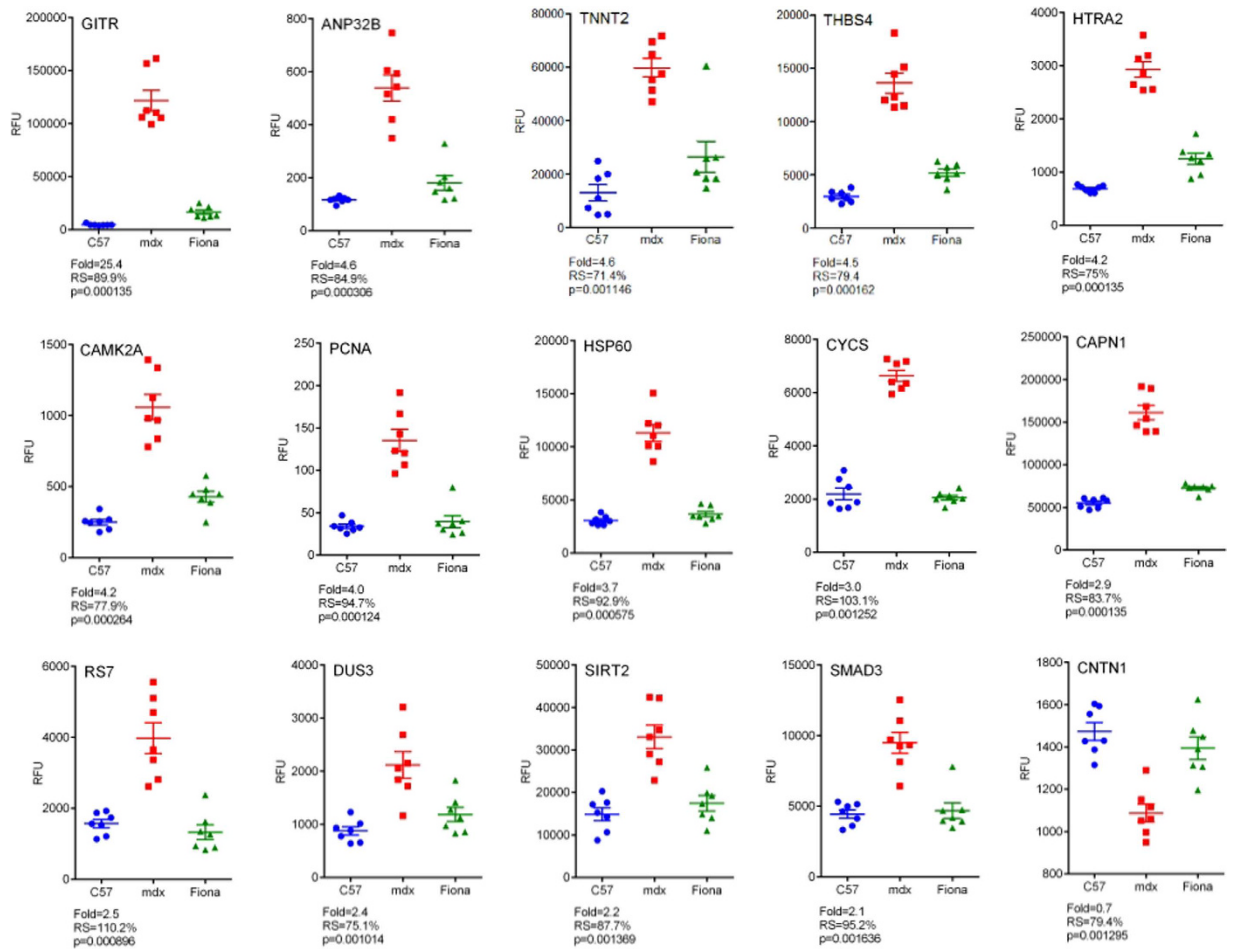 GITR
200000
150000
100000
50000
0
RFU
C57 mdx Fiona
Fold=25.4
RS=89.9%
p=0.000135
ANP32B
800
600
400
200
0
RFU
C57 mdx Fiona
Fold=4.6
RS=84.9%
p=0.000306
TNNT2
80000
60000
40000
20000
0
RFU
C57 mdx Fiona
Fold=4.6
RS=71.4%
p=0.001146
THBS4
20000
15000
10000
5000
0
RFU
C57 mdx Fiona
Fold=4.5
RS=79.4
p=0.000162
HTRA2
4000
3000
2000
1000
0
RFU
C57 mdx Fiona
Fold=4.2
RS=75%
p=0.000135
CAMK2A
1500
1000
500
0
RFU
C57 mdx Fiona
Fold=4.2
RS=77.9%
p=0.000264
PCNA
250
200
150
100
50
0
RFU
C57 mdx Fiona
Fold=4.0
RS=94.7%
p=0.000124
HSP60
20000
15000
10000
5000
0
RFU
C57 mdx Fiona
Fold=3.7
RS=92.9%
p=0.000575
CYCS
8000
6000
4000
2000
0
RFU
C57 mdx Fiona
Fold=3.0
RS=103.1%
p=0.001252
CAPN1
250000
200000
150000
100000
50000
0
RFU
C57 mdx Fiona
Fold=2.9
RS=83.7%
p=0.000135
RS7
6000
4000
2000
0
RFU
C57 mdx Fiona
Fold=2.5
RS=110.2%
p=0.000896
DUS3
4000
3000
2000
1000
0
RFU
C57 mdx Fiona
Fold=2.4
RS=75.1%
p=0.001014
SIRT2
50000
40000
30000
20000
10000
0
RFU
C57 mdx Fiona
Fold=2.2
RS=87.7%
p=0.001369
SMAD3
15000
10000
5000
0
RFU
C57 mdx Fiona
Fold=2.1
RS=95.2%
p=0.001636
CNTN1
1800
1600
1400
1200
1000
800
RFU
C57 mdx Fiona
Fold=0.7
RS=79.4%
p=0.001295